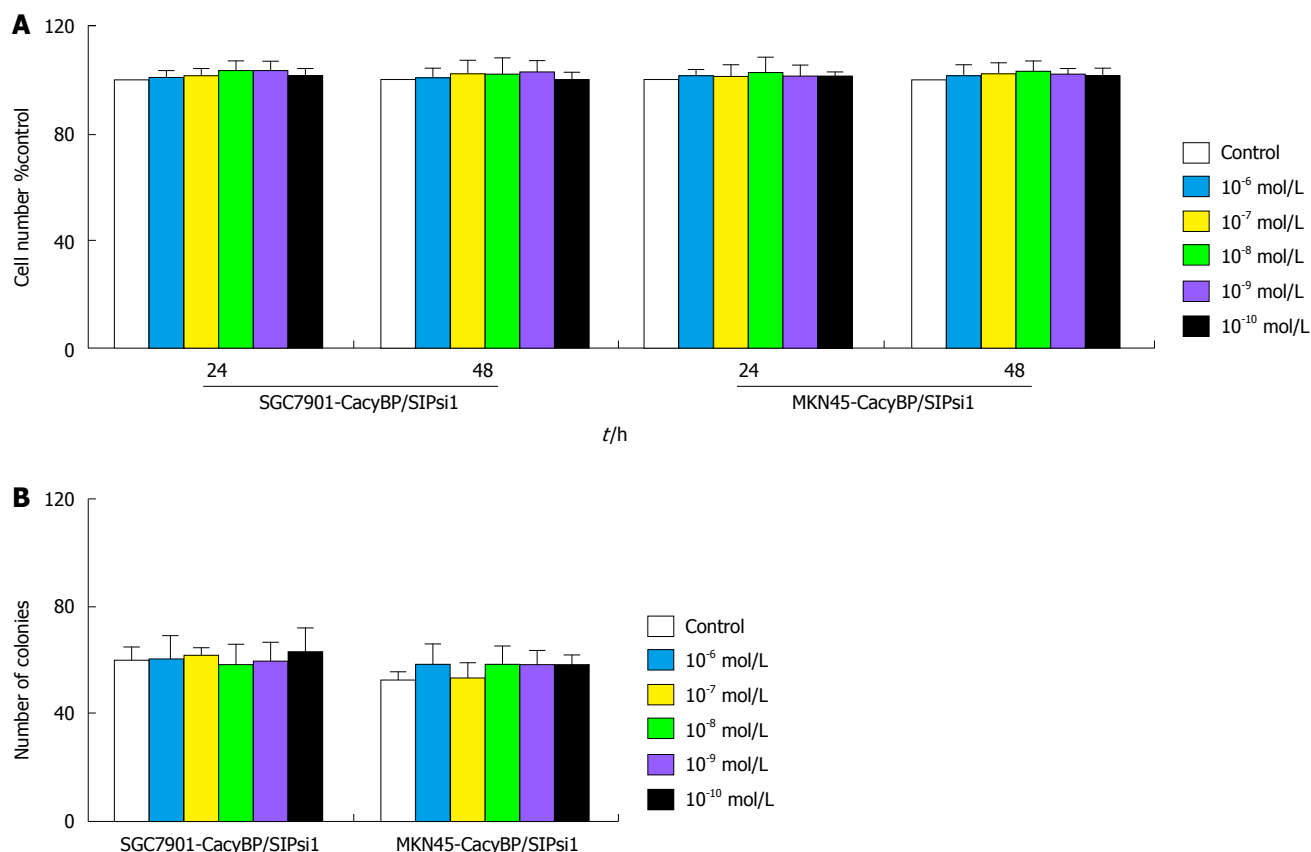 A
120
80
40
0
Cell number %control
24
48
24
48
SGC7901-CacyBP/SIPsi1
MKN45-CacyBP/SIPsi1
t/h
Control
10⁻⁶ mol/L
10⁻⁷ mol/L
10⁻⁸ mol/L
10⁻⁹ mol/L
10⁻¹⁰ mol/L
B
120
80
40
0
Number of colonies
SGC7901-CacyBP/SIPsi1
MKN45-CacyBP/SIPsi1
Control
10⁻⁶ mol/L
10⁻⁷ mol/L
10⁻⁸ mol/L
10⁻⁹ mol/L
10⁻¹⁰ mol/L